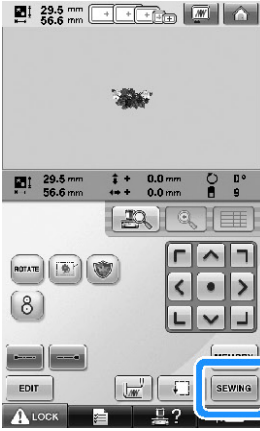 29.5 mm
56.6 mm
29.5 mm + 0.0 mm 0°
56.6 mm + 0.0 mm 9
ROTATE
8
MEMORY
EDIT SEWING
LOCK ?